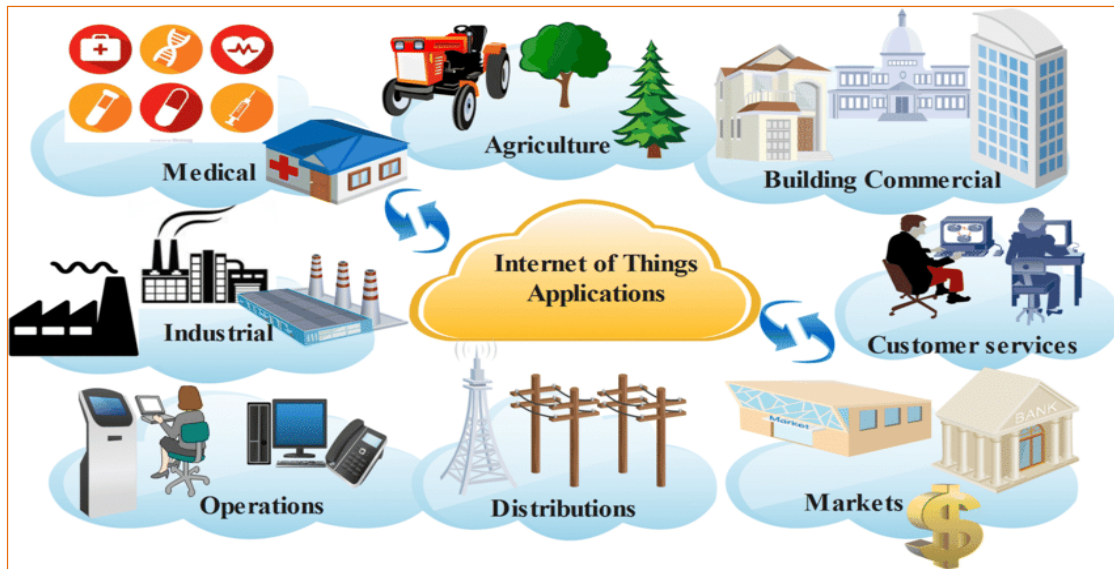 Medical
Agriculture
Building Commercial
Internet of Things
Applications
Industrial
Customer services
Operations
Distributions
Market
BANK
Markets